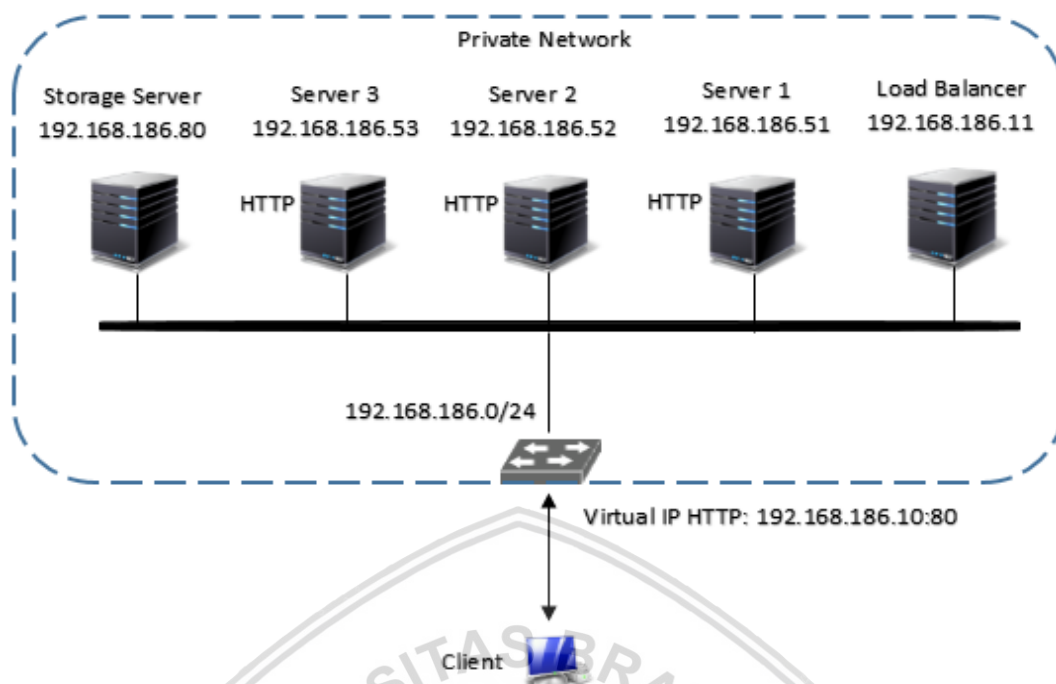 Private Network
Storage Server
192.168.186.80
Server 3
192.168.186.53
Server 2
192.168.186.52
Server 1
192.168.186.51
Load Balancer
192.168.186.11
HTTP
HTTP
HTTP
192.168.186.0/24
Virtual IP HTTP: 192.168.186.10:80
SITAS BRA
Client